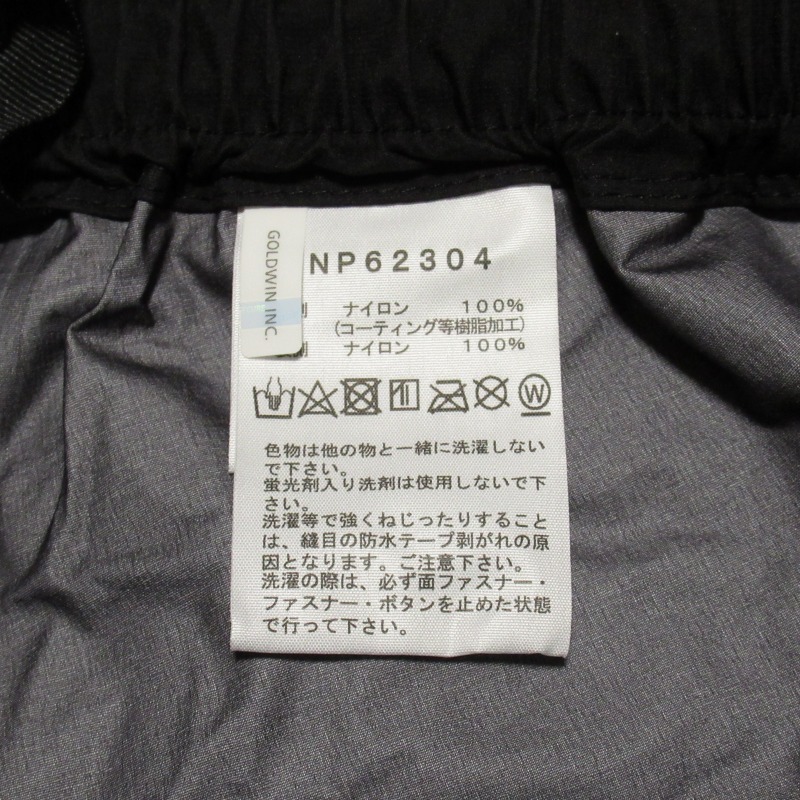 GOLDWIN INC.
NP62304
ナイロン 100%
(コーティング等樹脂加工)
ナイロン 100%
W
色物は他の物と一緒に洗濯しない
で下さい。
蛍光剤入り洗剤は使用しないで下
さい。
洗濯等で強くねじったりすること
は、縫目の防水テープ剥がれの原
因となります。ご注意下さい。
洗濯の際は、必ず面ファスナー・
ファスナー・ボタンを止めた状態
で行って下さい。